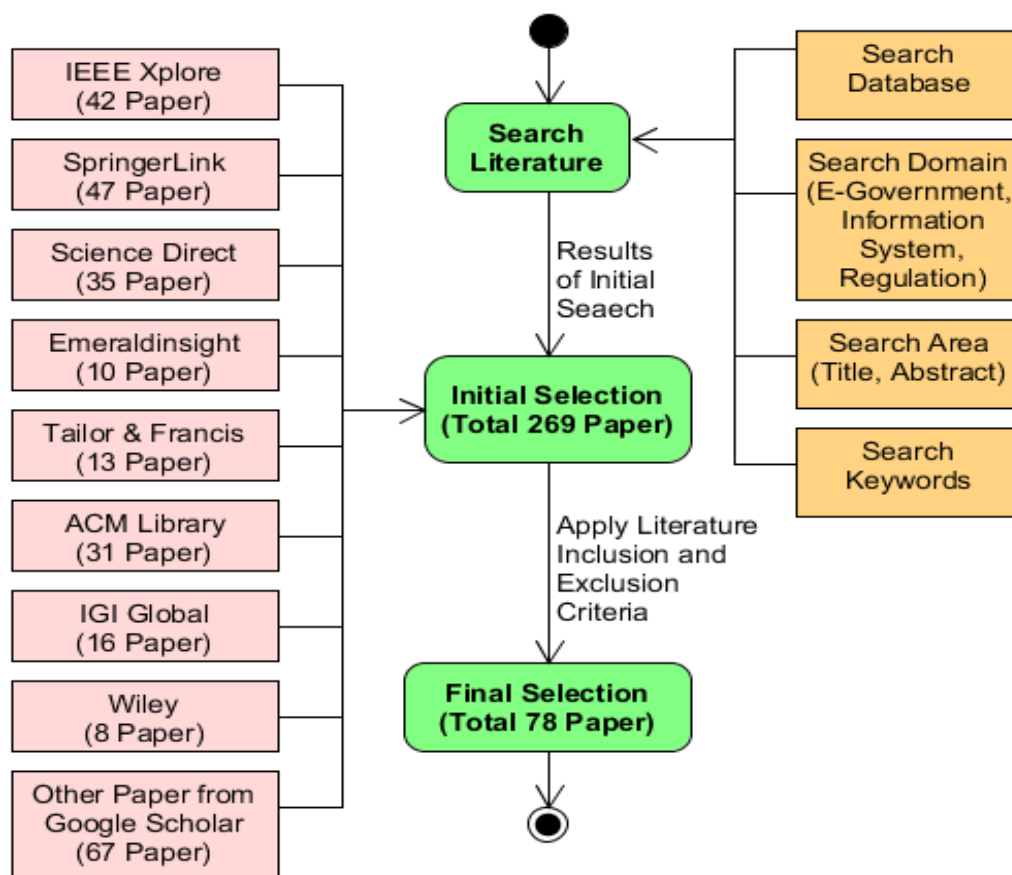 IEEE Xplore
(42 Paper)
SpringerLink
(47 Paper)
Science Direct
(35 Paper)
Emeraldinsight
(10 Paper)
Tailor & Francis
(13 Paper)
ACM Library
(31 Paper)
IGI Global
(16 Paper)
Wiley
(8 Paper)
Other Paper from
Google Scholar
(67 Paper)
Search
Literature
Results
of Initial
Seaech
Initial Selection
(Total 269 Paper)
Apply Literature
Inclusion and
Exclusion
Criteria
Final Selection
(Total 78 Paper)
Search
Database
Search Domain
(E-Government,
Information
System,
Regulation)
Search Area
(Title, Abstract)
Search
Keywords